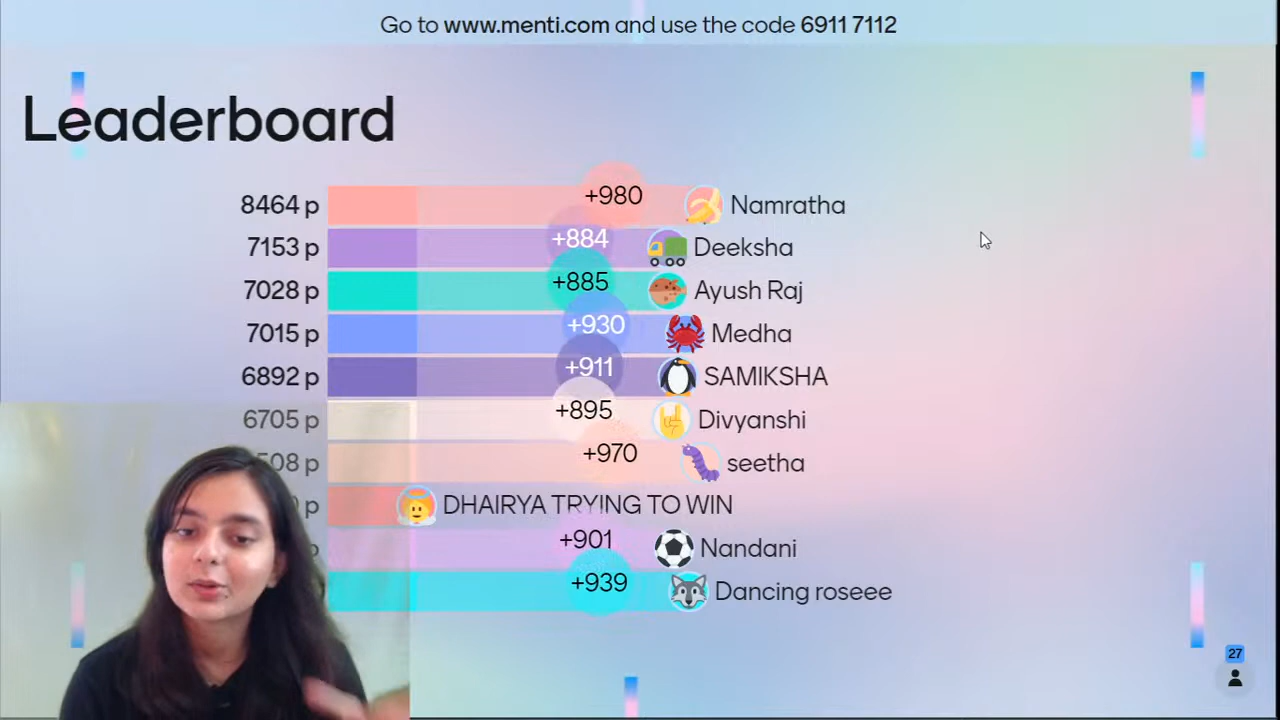 Go to www.menti.com and use the code 6911 7112
Leaderboard
8464 p +980 Namratha
7153 p +884 Deeksha
7028 p +885 Ayush Raj
7015 p +930 Medha
6892 p +911 SAMIKSHA
6705 p +895 Divyanshi
508 p +970 seetha
p DHAIRYA TRYING TO WIN
+901 Nandani
+939 Dancing roseee
27